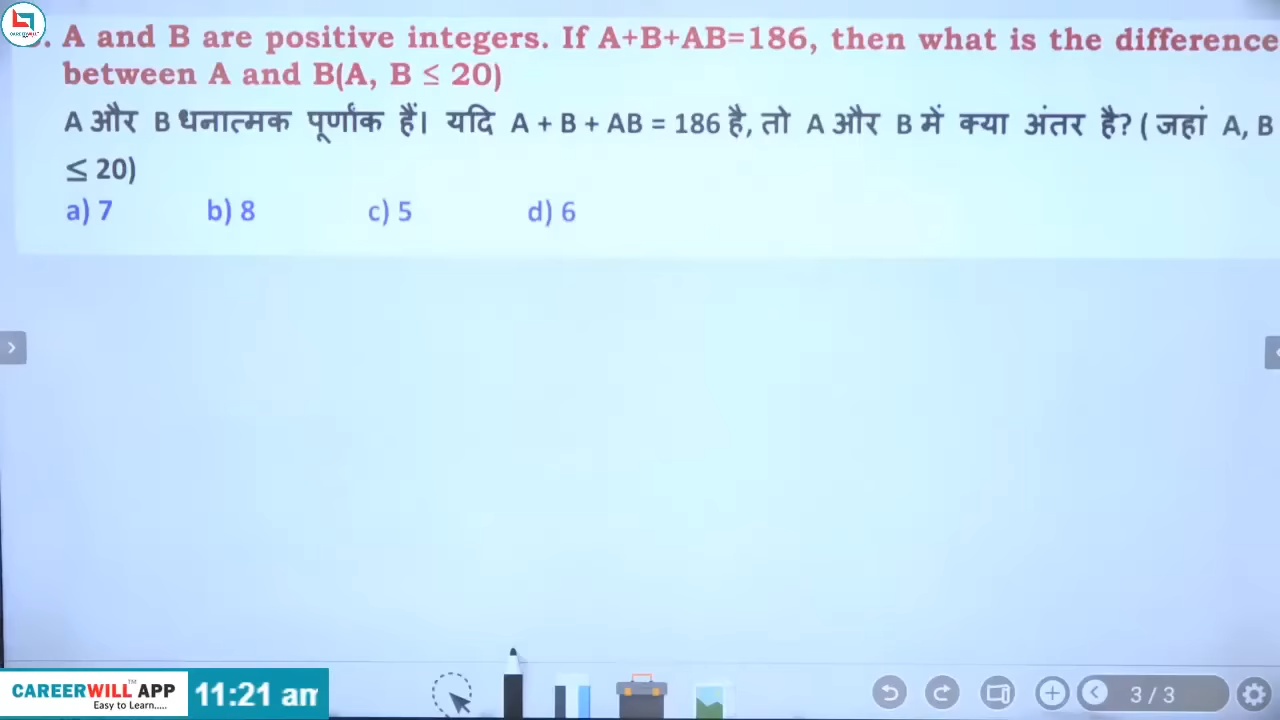 . A and B are positive integers. If A+B+AB=186, then what is the difference
between A and B(A, B ≤ 20)
A और B धनात्मक पूर्णांक हैं। यदि A + B + AB = 186 है, तो A और B में क्या अंतर है? ( जहां A, B
≤ 20)
a) 7 b) 8 c) 5 d) 6
3 / 3
CAREERWILL™ APP
Easy to Learn.....
11:21 am